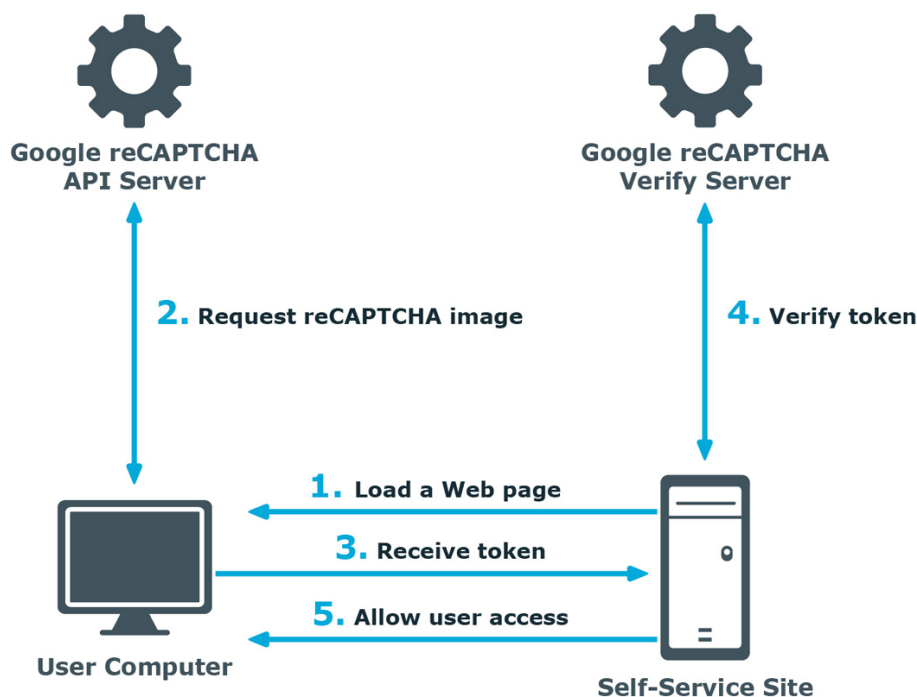 Google reCAPTCHA
API Server
Google reCAPTCHA
Verify Server
2. Request reCAPTCHA image
4. Verify token
1. Load a Web page
3. Receive token
5. Allow user access
User Computer
Self-Service Site